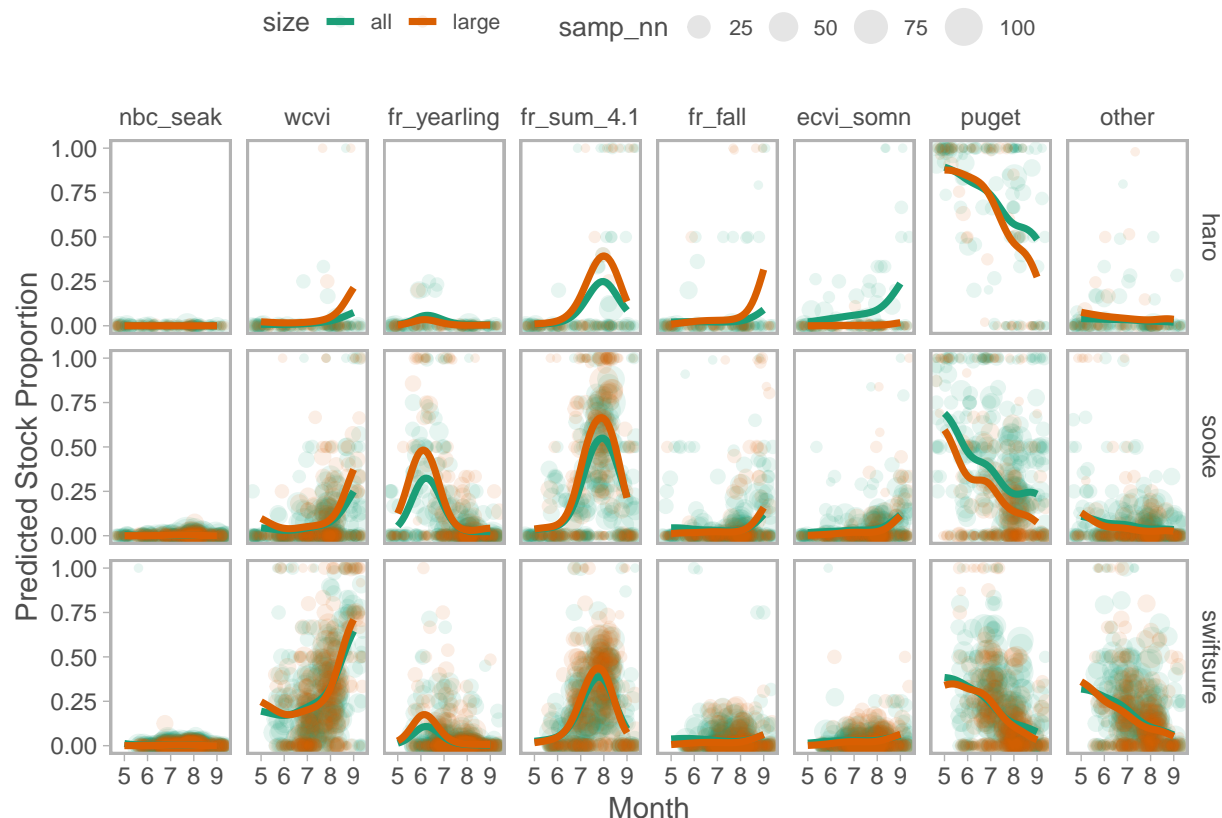 size all large samp_nn 25 50 75 100
nbc_seak wcvi fr_yearling fr_sum_4.1 fr_fall ecvi_somn puget other
1.00
0.75
0.50
0.25
0.00
haro
1.00
0.75
0.50
0.25
0.00
sooke
1.00
0.75
0.50
0.25
0.00
swiftsure
Predicted Stock Proportion
5 6 7 8 9 5 6 7 8 9 5 6 7 8 9 5 6 7 8 9 5 6 7 8 9 5 6 7 8 9 5 6 7 8 9 5 6 7 8 9
Month